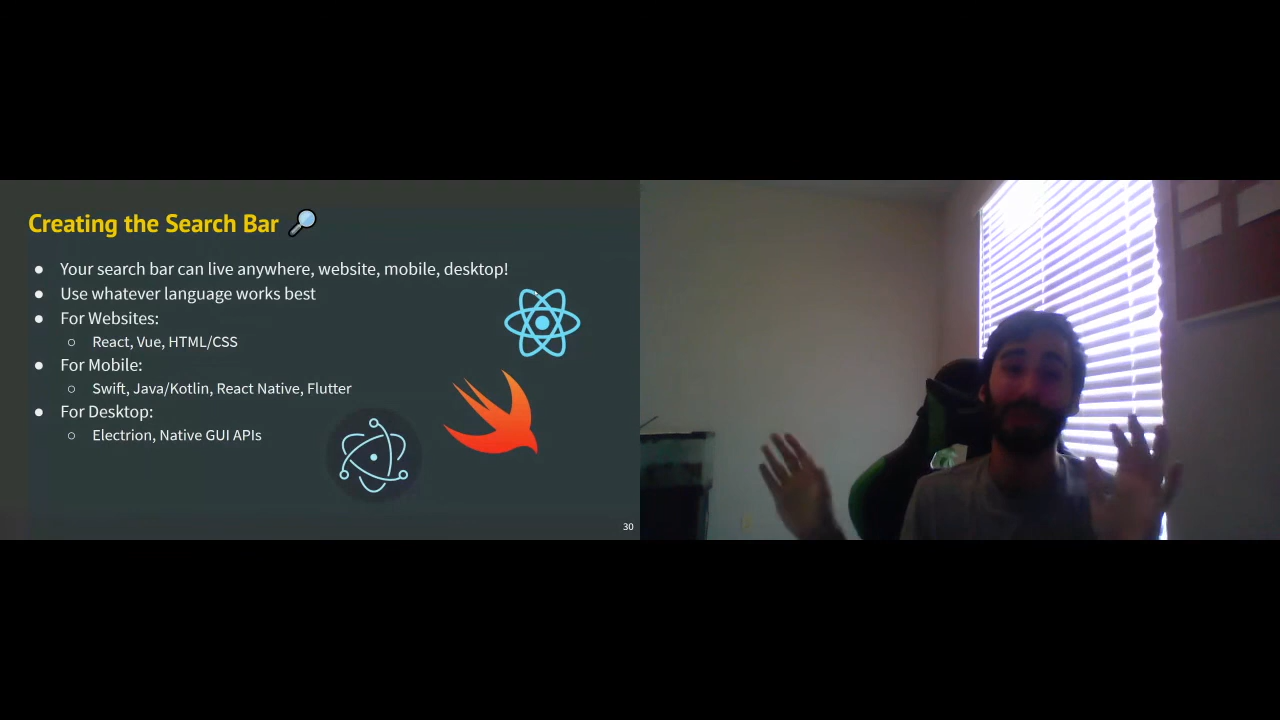 Creating the Search Bar 🔎
● Your search bar can live anywhere, website, mobile, desktop!
● Use whatever language works best
● For Websites:
○ React, Vue, HTML/CSS
● For Mobile:
○ Swift, Java/Kotlin, React Native, Flutter
● For Desktop:
○ Electrion, Native GUI APIs
30